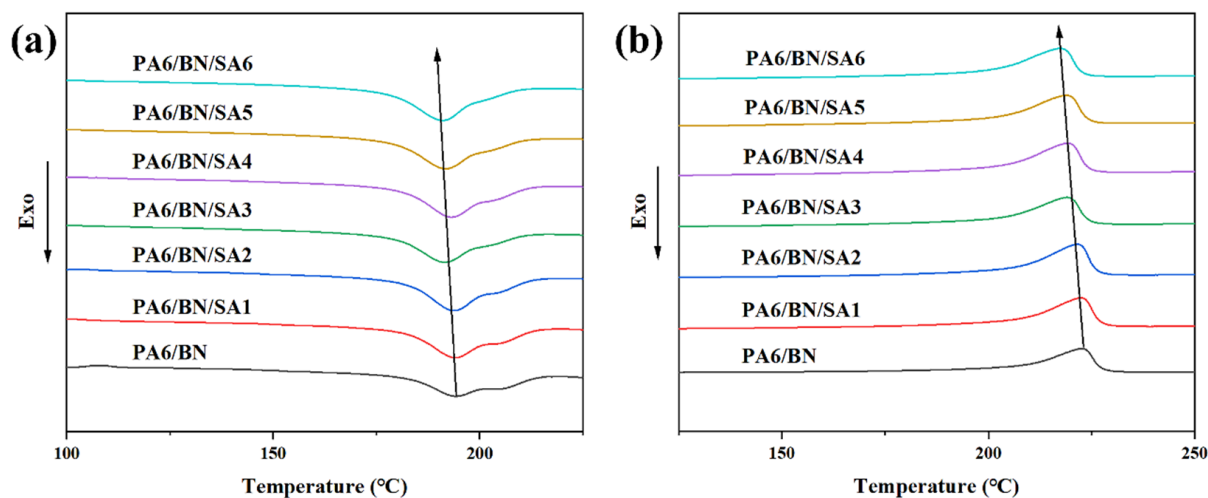 (a)
PA6/BN/SA6
PA6/BN/SA5
PA6/BN/SA4
PA6/BN/SA3
PA6/BN/SA2
PA6/BN/SA1
PA6/BN
Exo
100
150
200
Temperature (℃)
(b)
PA6/BN/SA6
PA6/BN/SA5
PA6/BN/SA4
PA6/BN/SA3
PA6/BN/SA2
PA6/BN/SA1
PA6/BN
Exo
150
200
250
Temperature (℃)